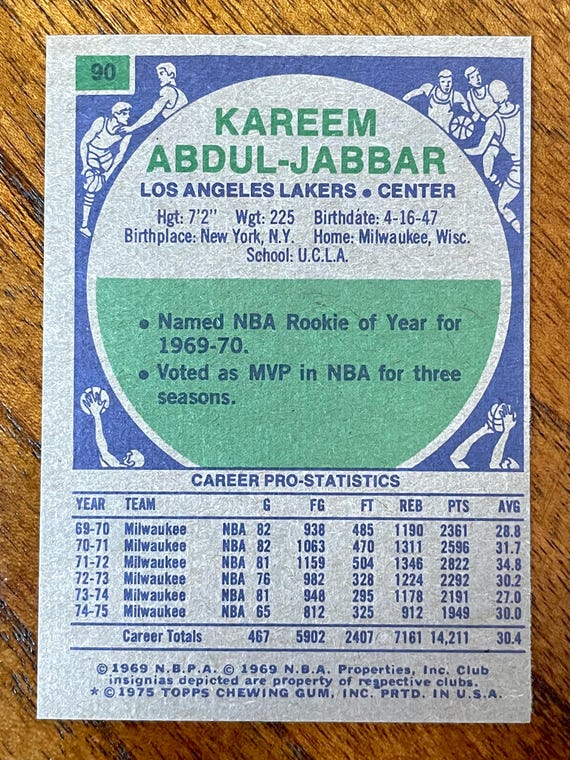 90
KAREEM
ABDUL-JABBAR
LOS ANGELES LAKERS • CENTER
Hgt: 7'2" Wgt: 225 Birthdate: 4-16-47
Birthplace: New York, N.Y. Home: Milwaukee, Wisc.
School: U.C.L.A.
• Named NBA Rookie of Year for
1969-70.
• Voted as MVP in NBA for three
seasons.
CAREER PRO-STATISTICS
YEAR TEAM G FG FT REB PTS AVG
69-70 Milwaukee NBA 82 938 485 1190 2361 28.8
70-71 Milwaukee NBA 82 1063 470 1311 2596 31.7
71-72 Milwaukee NBA 81 1159 504 1346 2822 34.8
72-73 Milwaukee NBA 76 982 328 1224 2292 30.2
73-74 Milwaukee NBA 81 948 295 1178 2191 27.0
74-75 Milwaukee NBA 65 812 325 912 1949 30.0
Career Totals 467 5902 2407 7161 14,211 30.4
© 1969 N.B.P.A. © 1969 N.B.A. Properties, Inc. Club
insignias depicted are property of respective clubs.
* © 1975 TOPPS CHEWING GUM, INC. PRTD. IN U.S.A.